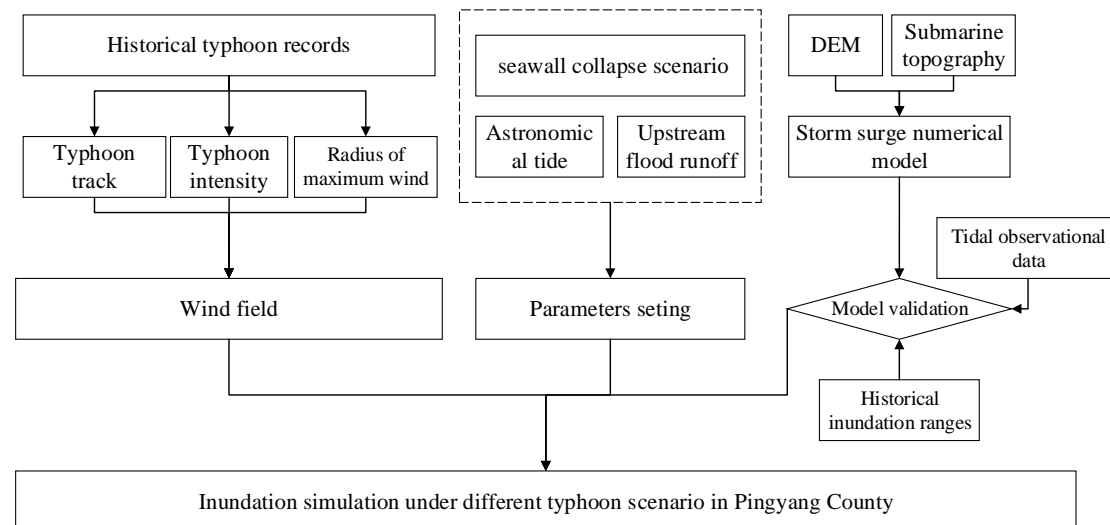 Historical typhoon records
seawall collapse scenario
DEM
Submarine
topography
Typhoon
track
Typhoon
intensity
Radius of
maximum wind
Astronomic
al tide
Upstream
flood runoff
Storm surge numerical
model
Tidal observational
data
Wind field
Parameters seting
Model validation
Historical
inundation ranges
Inundation simulation under different typhoon scenario in Pingyang County